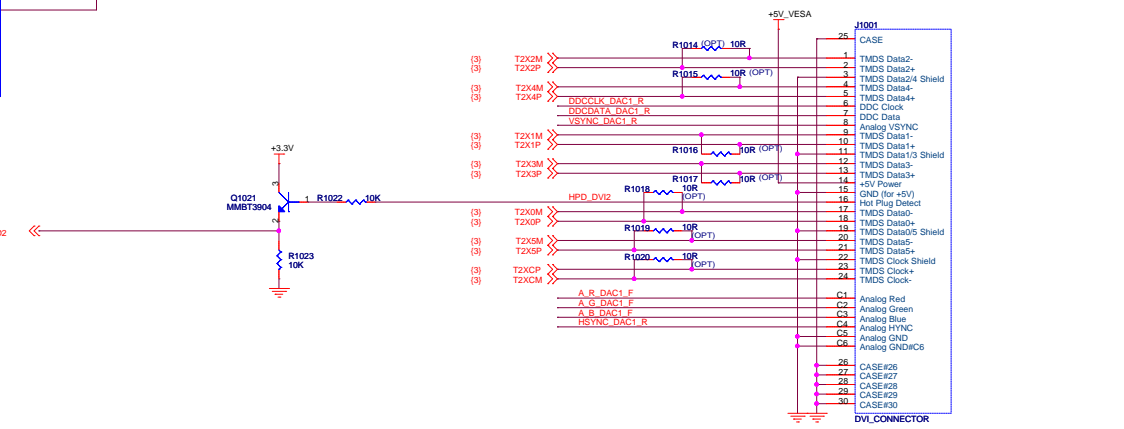 +5V_VESA
J1001
25 CASE
R1014 (OPT) 10R
{3} T2X2M 1 TMDS Data2-
{3} T2X2P 2 TMDS Data2+
R1015 10R (OPT) 3 TMDS Data2/4 Shield
{3} T2X4M 4 TMDS Data4-
{3} T2X4P 5 TMDS Data4+
DDCCLK_DAC1_R 6 DDC Clock
DDCDATA_DAC1_R 7 DDC Data
VSYNC_DAC1_R 8 Analog VSYNC
{3} T2X1M 9 TMDS Data1-
{3} T2X1P 10 TMDS Data1+
+3.3V
R1016 10R (OPT) 11 TMDS Data1/3 Shield
{3} T2X3M 12 TMDS Data3-
{3} T2X3P 13 TMDS Data3+
R1017 10R (OPT) 14 +5V Power
3
R1018 10R 15 GND (for +5V)
Q1021 1 R1022 10K HPD_DVI2 (OPT) 16 Hot Plug Detect
MMBT3904
{3} T2X0M 17 TMDS Data0-
2
{3} T2X0P 18 TMDS Data0+
R1019 10R 19 TMDS Data0/5 Shield
(OPT)
{3} T2X5M 20 TMDS Data5-
{3} T2X5P 21 TMDS Data5+
R1023
10K
R1020 10R 22 TMDS Clock Shield
(OPT)
{3} T2XCP 23 TMDS Clock+
{3} T2XCM 24 TMDS Clock-
A_R_DAC1_F C1 Analog Red
A_G_DAC1_F C2 Analog Green
A_B_DAC1_F C3 Analog Blue
HSYNC_DAC1_R C4 Analog HYNC
C5 Analog GND
C6 Analog GND#C6
26 CASE#26
27 CASE#27
28 CASE#28
29 CASE#29
30 CASE#30
DVI_CONNECTOR